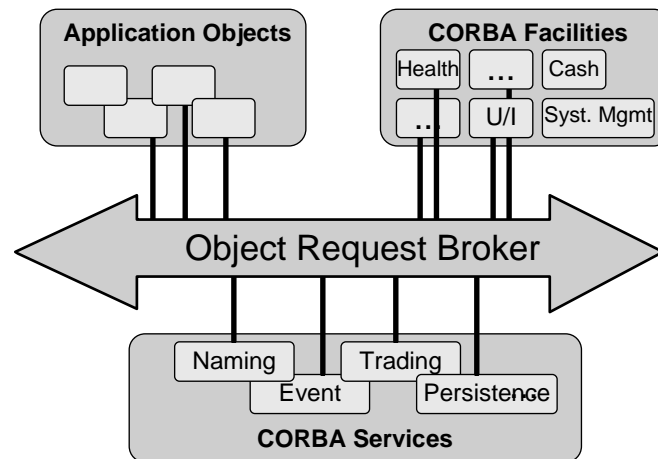 Application Objects
CORBA Facilities
Health
...
Cash
...
U/I
Syst. Mgmt
Object Request Broker
Naming
Trading
Event
Persistence
...
CORBA Services